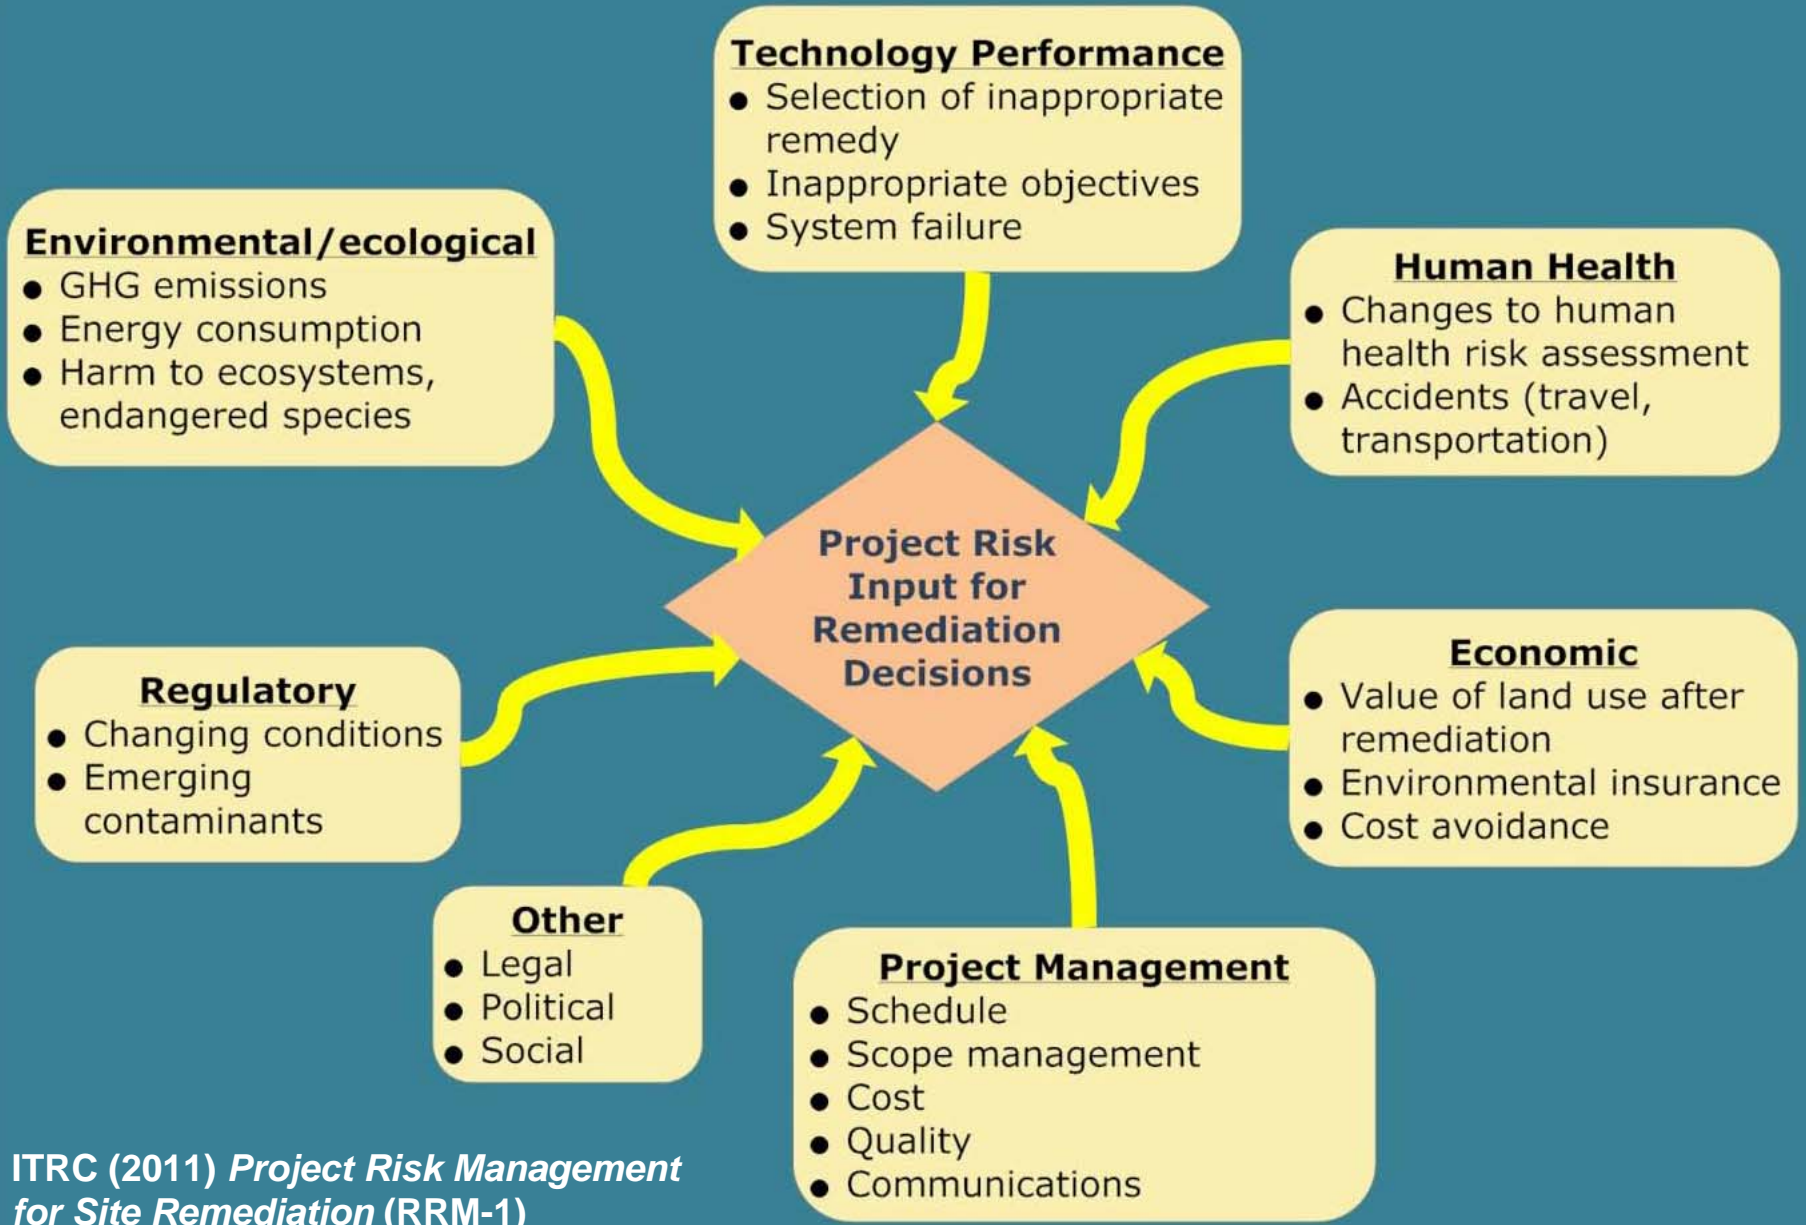 Technology Performance
● Selection of inappropriate
remedy
● Inappropriate objectives
● System failure
Environmental/ecological
● GHG emissions
● Energy consumption
● Harm to ecosystems,
endangered species
Human Health
● Changes to human
health risk assessment
● Accidents (travel,
transportation)
Project Risk
Input for
Remediation
Decisions
Regulatory
● Changing conditions
● Emerging
contaminants
Economic
● Value of land use after
remediation
● Environmental insurance
● Cost avoidance
Other
● Legal
● Political
● Social
Project Management
● Schedule
● Scope management
● Cost
● Quality
● Communications
ITRC (2011) Project Risk Management
for Site Remediation (RRM-1)